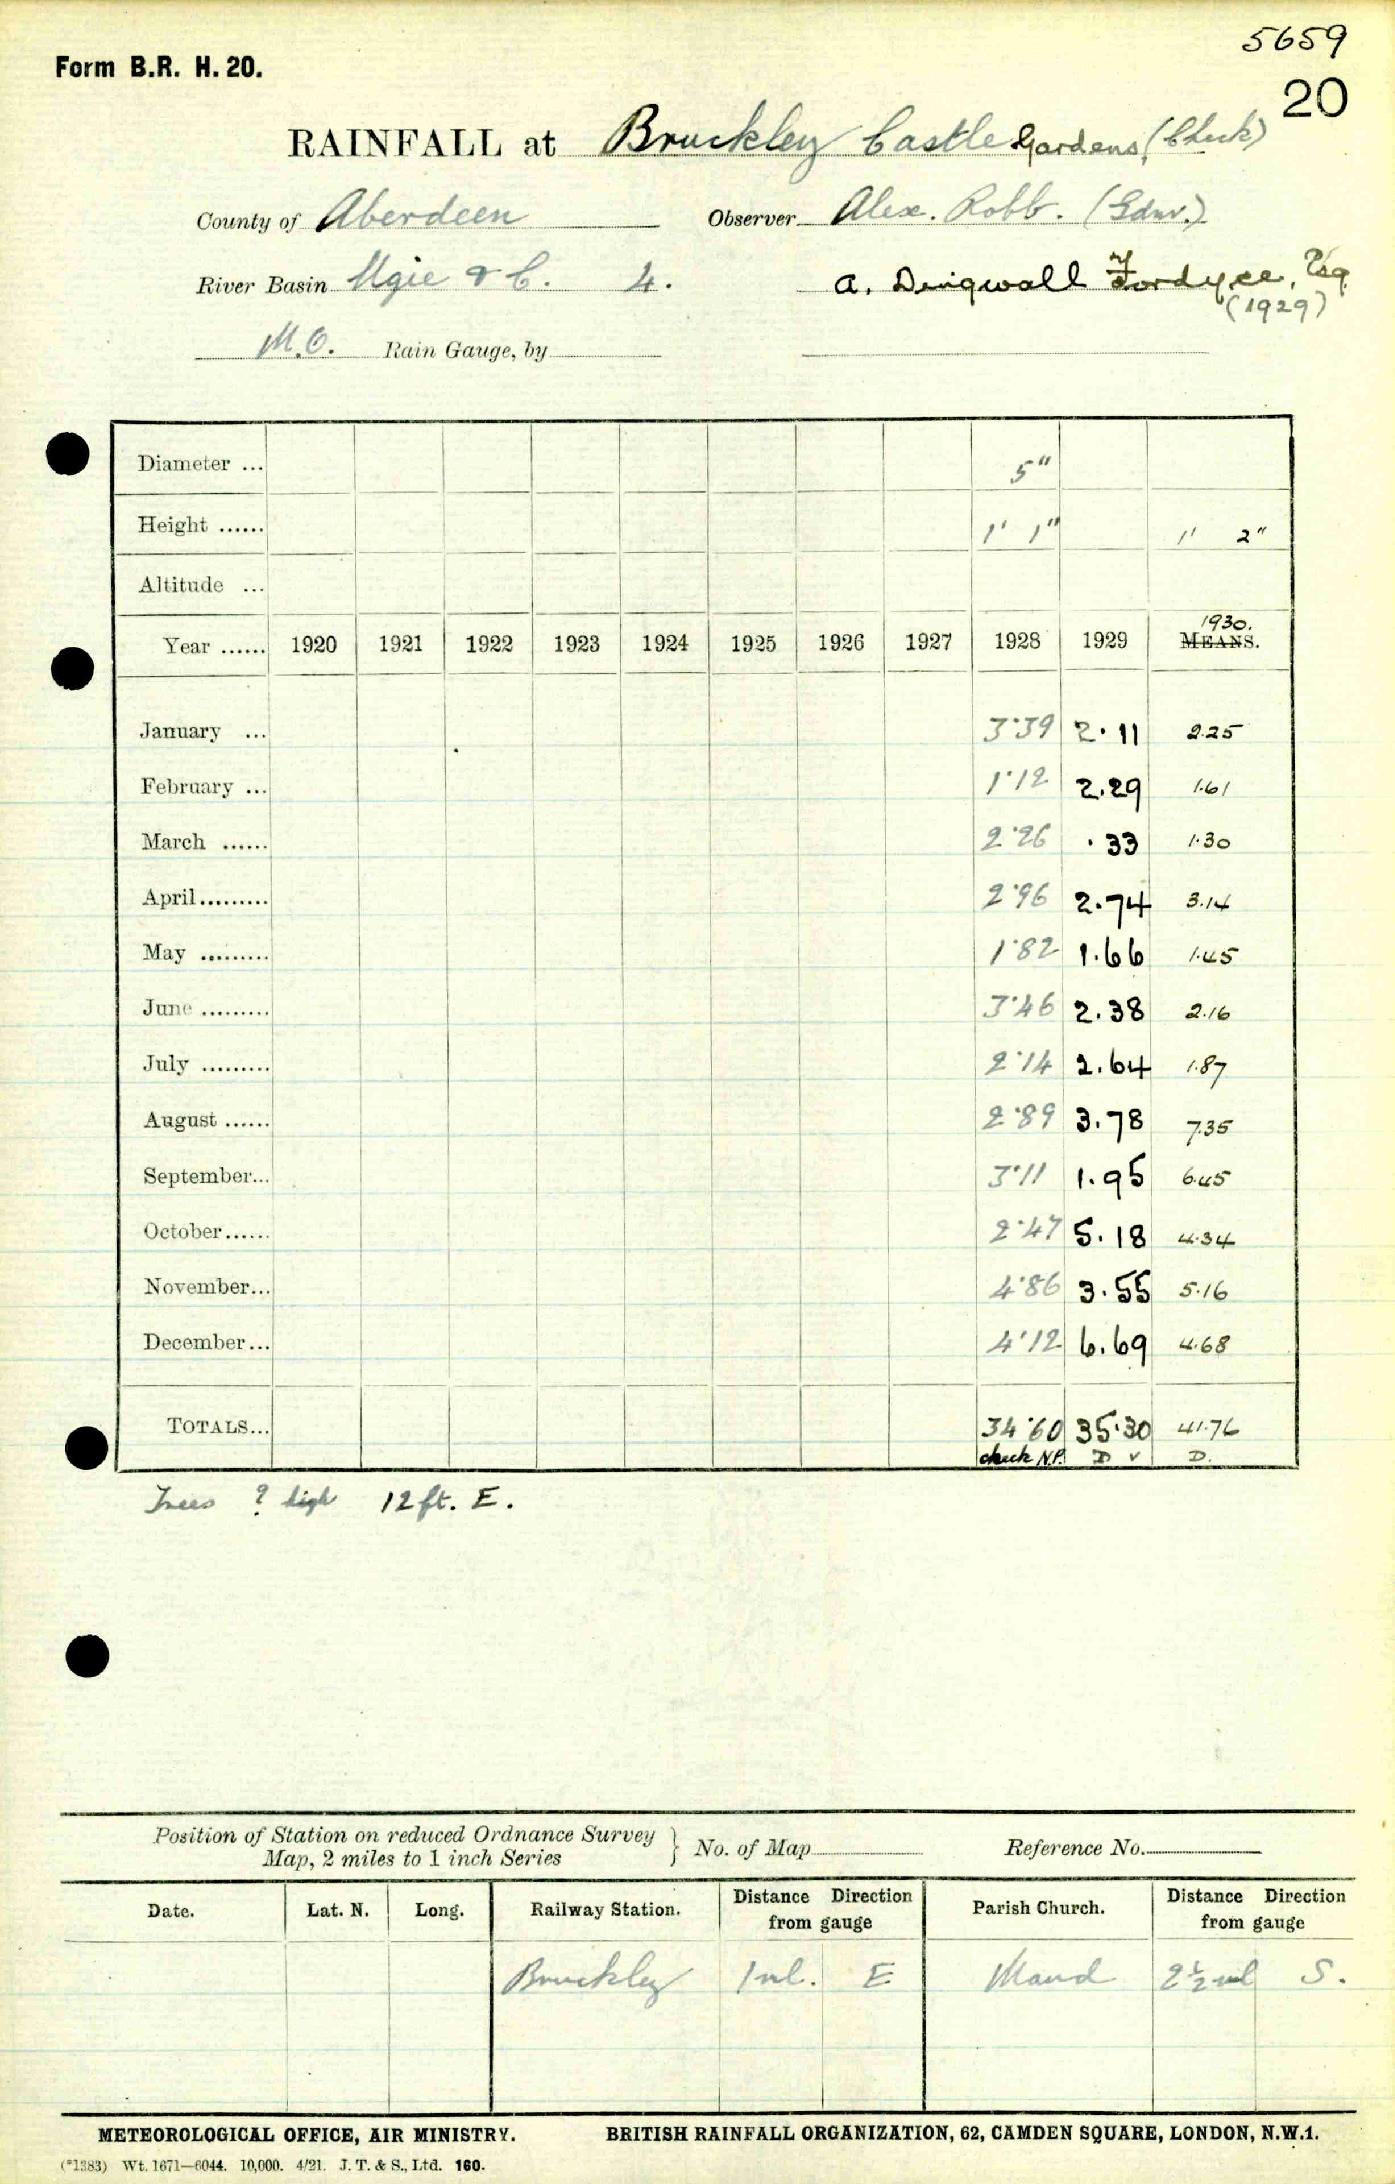 5659
Form B.R. H. 20.
20
RAINFALL at Bruckley Castle Gardens, (Check)
County of Aberdeen Observer Alex. Robb. (Gdnr.)
River Basin Ugie & C. 4. A. Dingwall Fordyce, Esq
(1929)
M.O. Rain Gauge, by
Diameter ... 5"
Height ...... 1' 1" 1' 2"
Altitude ...
1930.
Year ...... 1920 1921 1922 1923 1924 1925 1926 1927 1928 1929 MEANS.
January ... 3·39 2·11 2.25
February ... 1·12 2.29 1.61
March ...... 2·26 ·33 1·30
April......... 2·96 2.74 3.14
May ......... 1·82 1.66 1.45
June ......... 3·46 2.38 2.16
July ......... 2·14 2.64 1.87
August ...... 2·89 3.78 7.35
September... 3·11 1.95 6.45
October...... 2·47 5.18 4.34
November... 4·86 3.55 5.16
December... 4·12 6.69 4.68
TOTALS... 34·60 35·30 41.76
check N.P. D v D.
Trees ? high 12 ft. E.
Position of Station on reduced Ordnance Survey
Map, 2 miles to 1 inch Series } No. of Map Reference No.
Date. Lat. N. Long. Railway Station. Distance Direction from gauge Parish Church. Distance Direction from gauge
Bruckley 1 ml. E Maud 2½ ml S.
METEOROLOGICAL OFFICE, AIR MINISTRY. BRITISH RAINFALL ORGANIZATION, 62, CAMDEN SQUARE, LONDON, N.W.1.
(*1383) Wt. 1671—6044. 10,000. 4/21. J. T. & S., Ltd. 160.